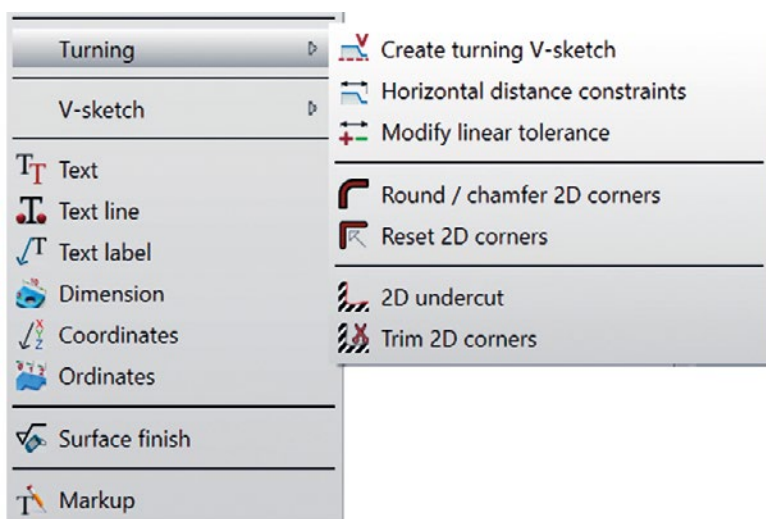 Turning
V-sketch
Text
Text line
Text label
Dimension
Coordinates
Ordinates
Surface finish
Markup
Create turning V-sketch
Horizontal distance constraints
Modify linear tolerance
Round / chamfer 2D corners
Reset 2D corners
2D undercut
Trim 2D corners